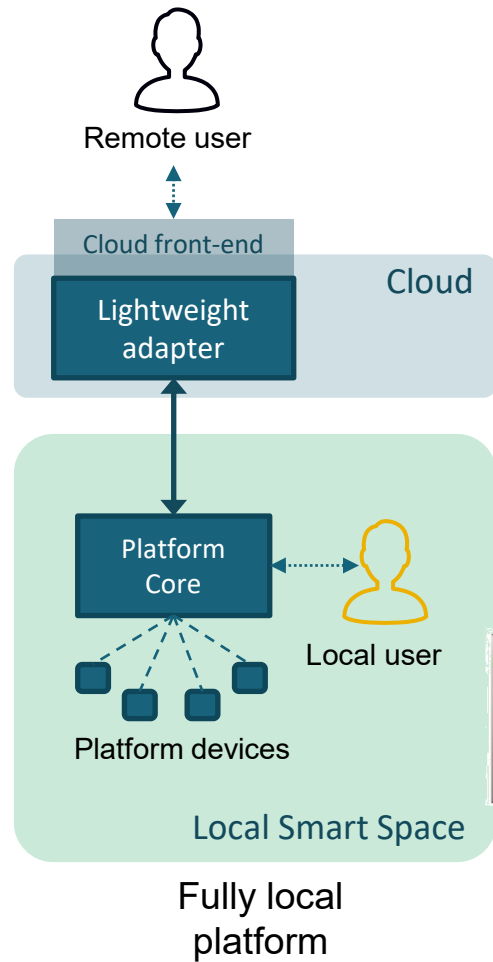 Remote user
Cloud front-end
Cloud
Lightweight
adapter
Platform
Core
Local user
Platform devices
Local Smart Space
Fully local
platform